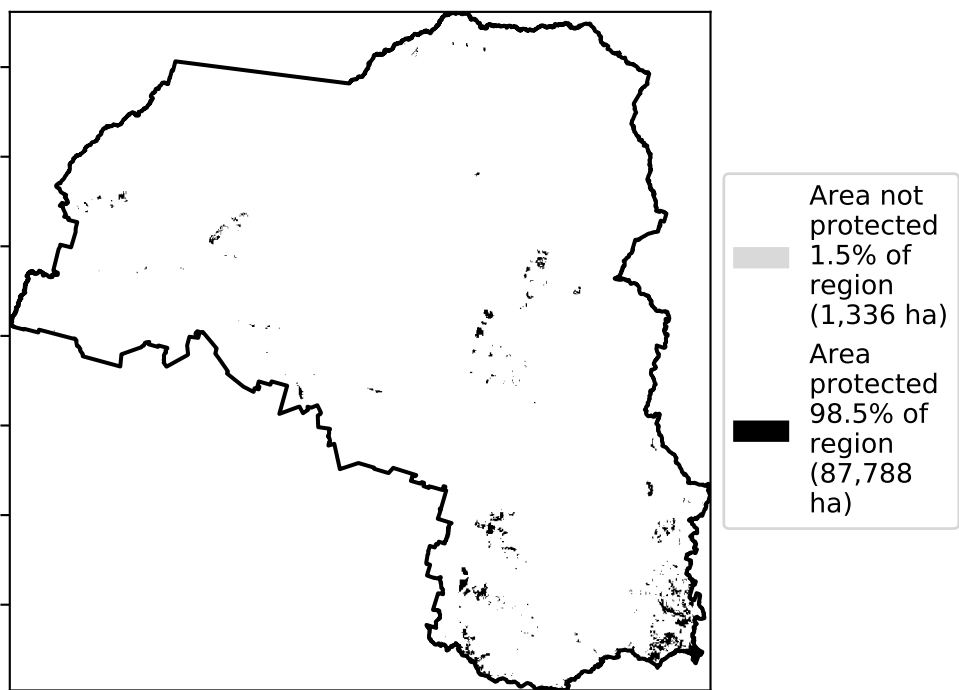 Area not
protected
1.5% of
region
(1,336 ha)
Area
protected
98.5% of
region
(87,788
ha)